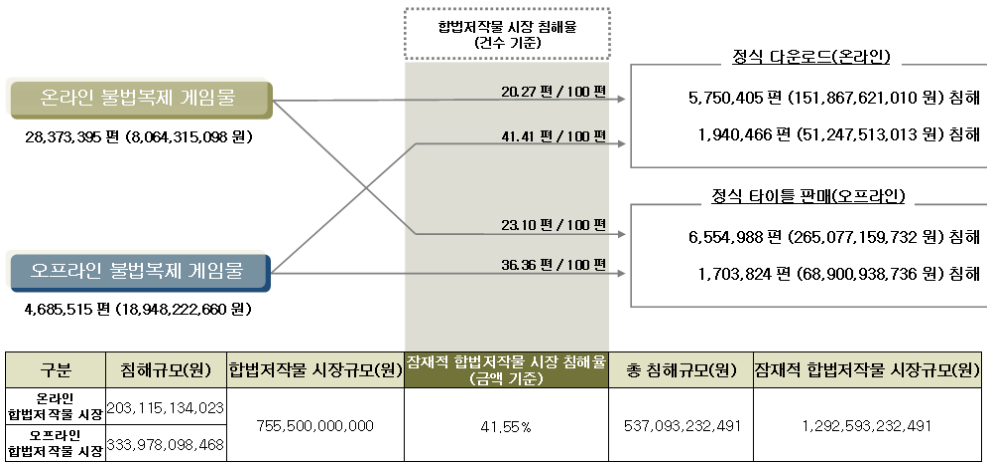 합법저작물 시장 침해율
(건수 기준)
정식 다운로드(온라인)
온라인 불법복제 게임물
20.27 편 / 100 편
5,750,405 편 (151,867,621,010 원) 침해
28,373,395 편 (8,064,315,098 원)
41.41 편 / 100 편
1,940,466 편 (51,247,513,013 원) 침해
정식 타이틀 판매(오프라인)
23.10 편 / 100 편
6,554,988 편 (265,077,159,732 원) 침해
오프라인 불법복제 게임물
36.36 편 / 100 편
1,703,824 편 (68,900,938,736 원) 침해
4,685,515 편 (18,948,222,660 원)
구분 침해규모(원) 합법저작물 시장규모(원) 잠재적 합법저작물 시장 침해율 총 침해규모(원) 잠재적 합법저작물 시장규모(원)
(금액 기준)
온라인
합법저작물 시장 203,115,134,023
755,500,000,000 41.55% 537,093,232,491 1,292,593,232,491
오프라인
합법저작물 시장 333,978,098,468